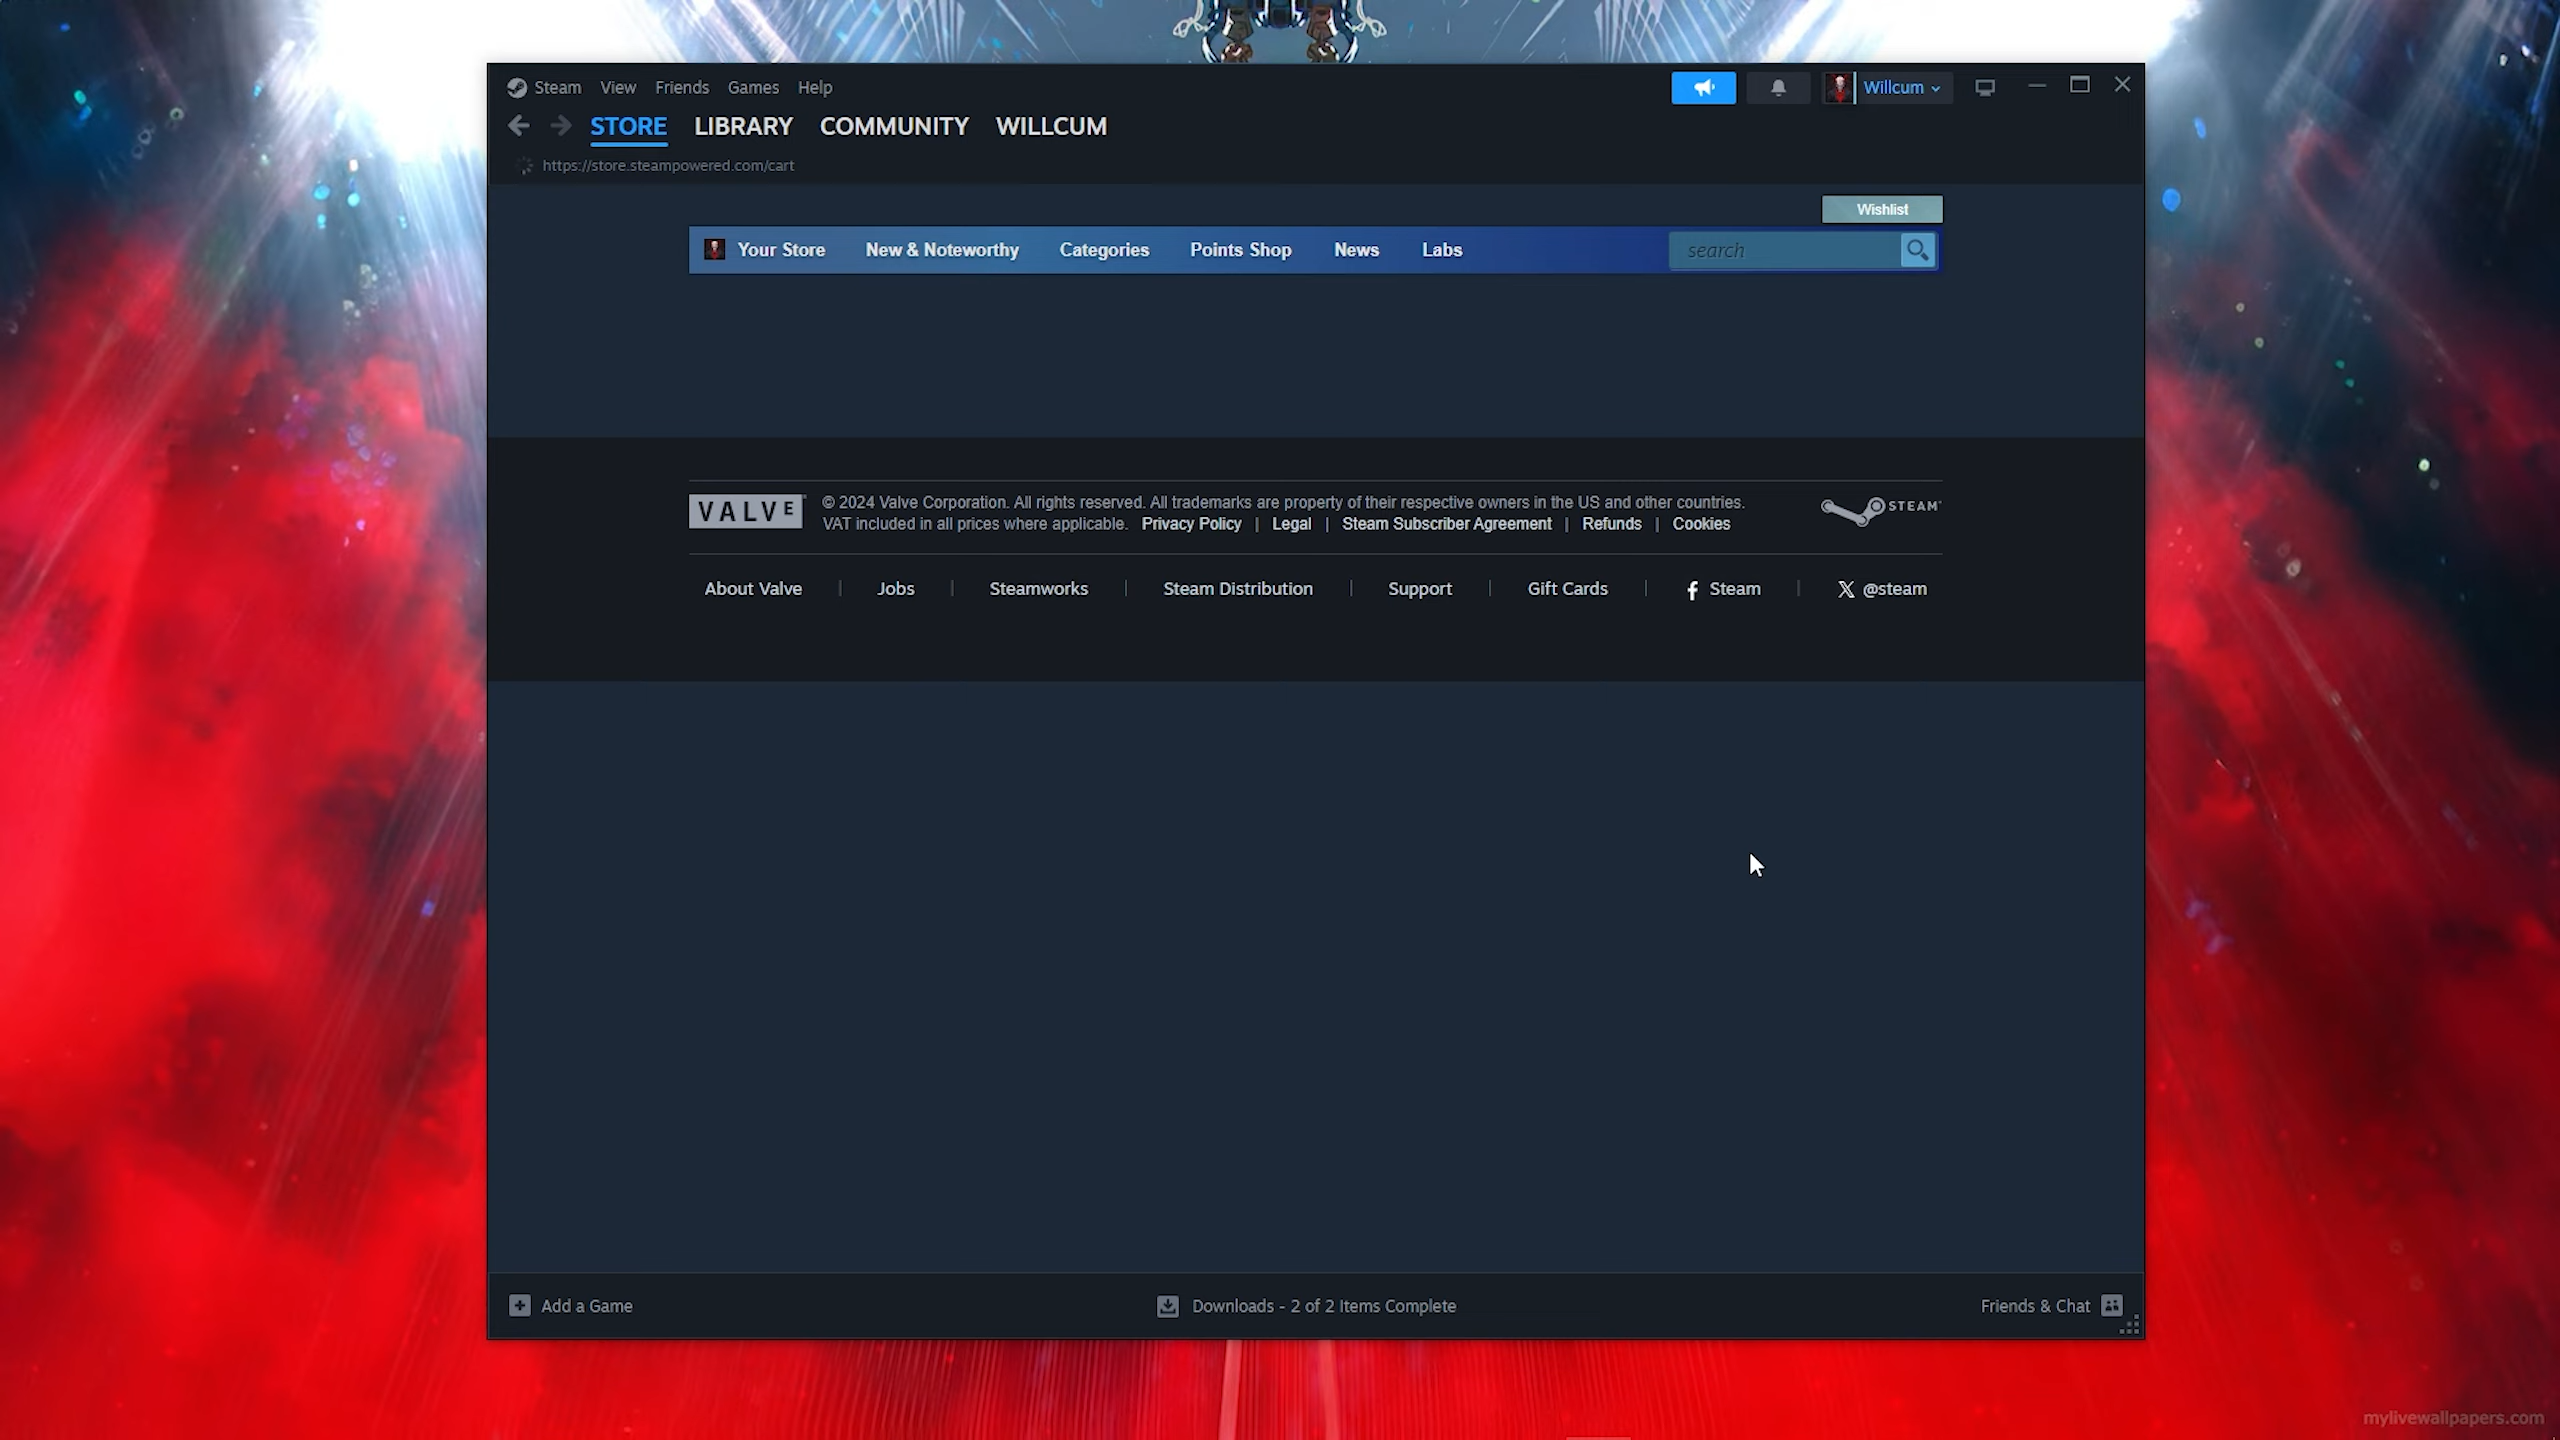 Steam View Friends Games Help
Willcum
STORE LIBRARY COMMUNITY WILLCUM
https://store.steampowered.com/cart
Wishlist
Your Store New & Noteworthy Categories Points Shop News Labs search
VALVE
© 2024 Valve Corporation. All rights reserved. All trademarks are property of their respective owners in the US and other countries.
VAT included in all prices where applicable. Privacy Policy | Legal | Steam Subscriber Agreement | Refunds | Cookies
STEAM
About Valve | Jobs | Steamworks | Steam Distribution | Support | Gift Cards | Steam | @steam
Add a Game
Downloads - 2 of 2 Items Complete
Friends & Chat
mylivewallpapers.com